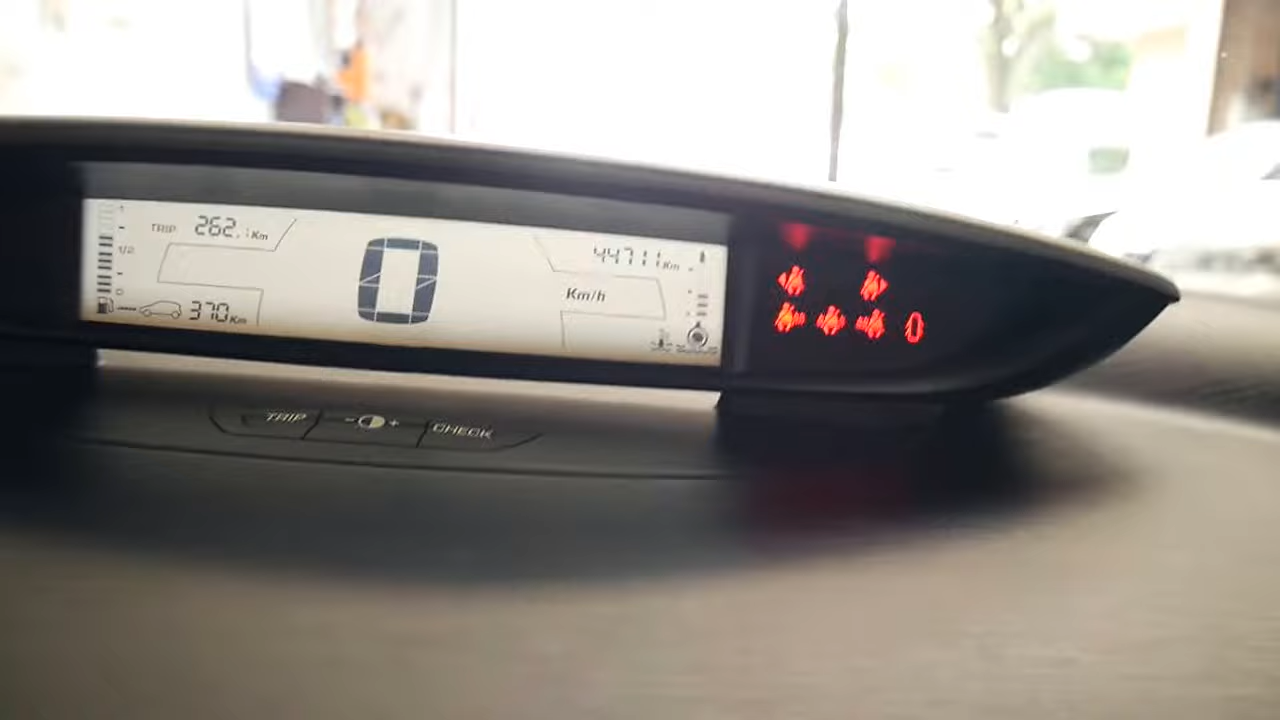 TRIP 262.1 Km
44711 Km
1/2
0
Km/h
370 Km
TRIP - + CHECK